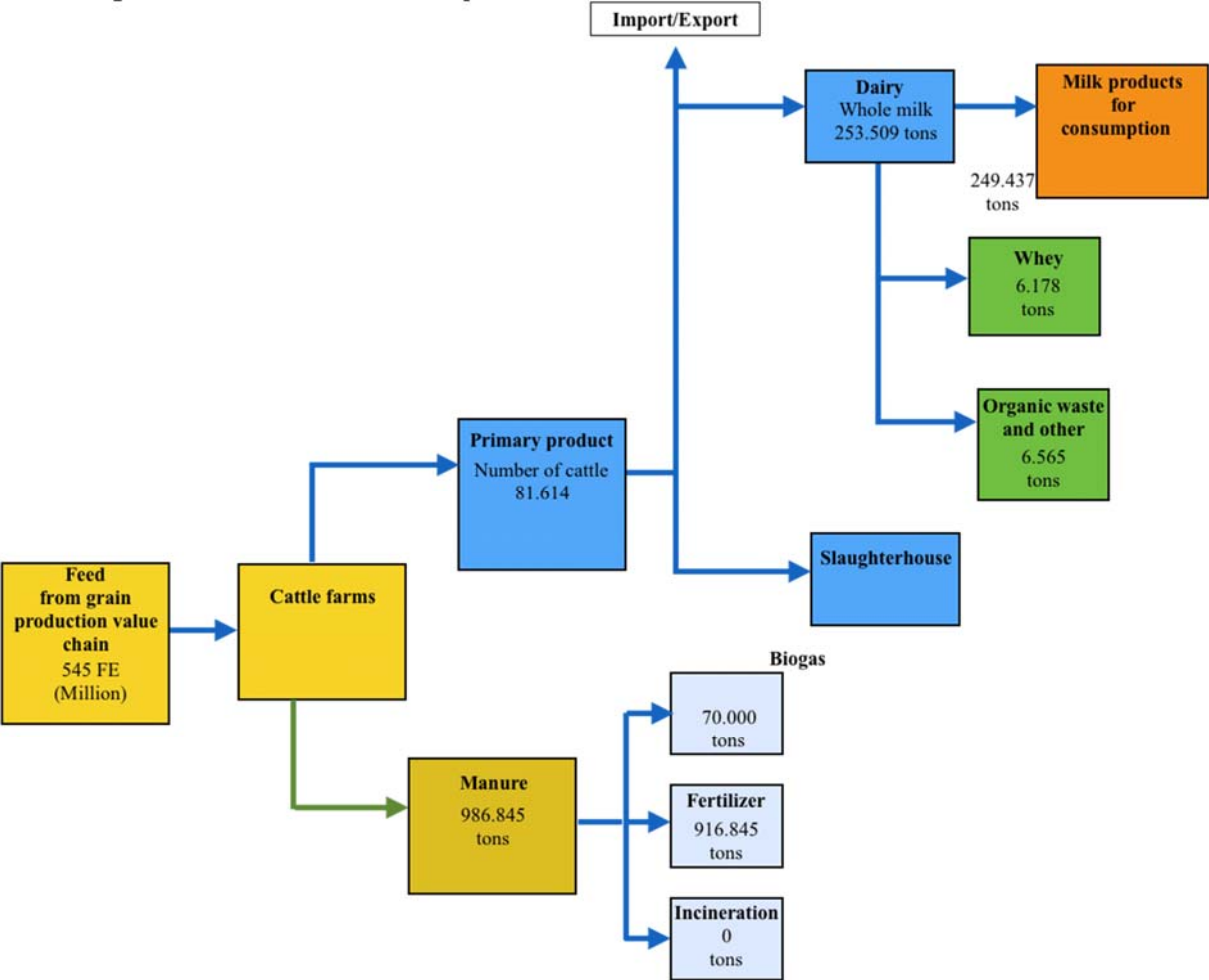 Import/Export
Dairy
Whole milk
253.509 tons
Milk products
for
consumption
249.437
tons
Whey
6.178
tons
Organic waste
and other
6.565
tons
Primary product
Number of cattle
81.614
Slaughterhouse
Feed
from grain
production value
chain
545 FE
(Million)
Cattle farms
Biogas
70.000
tons
Manure
986.845
tons
Fertilizer
916.845
tons
Incineration
0
tons